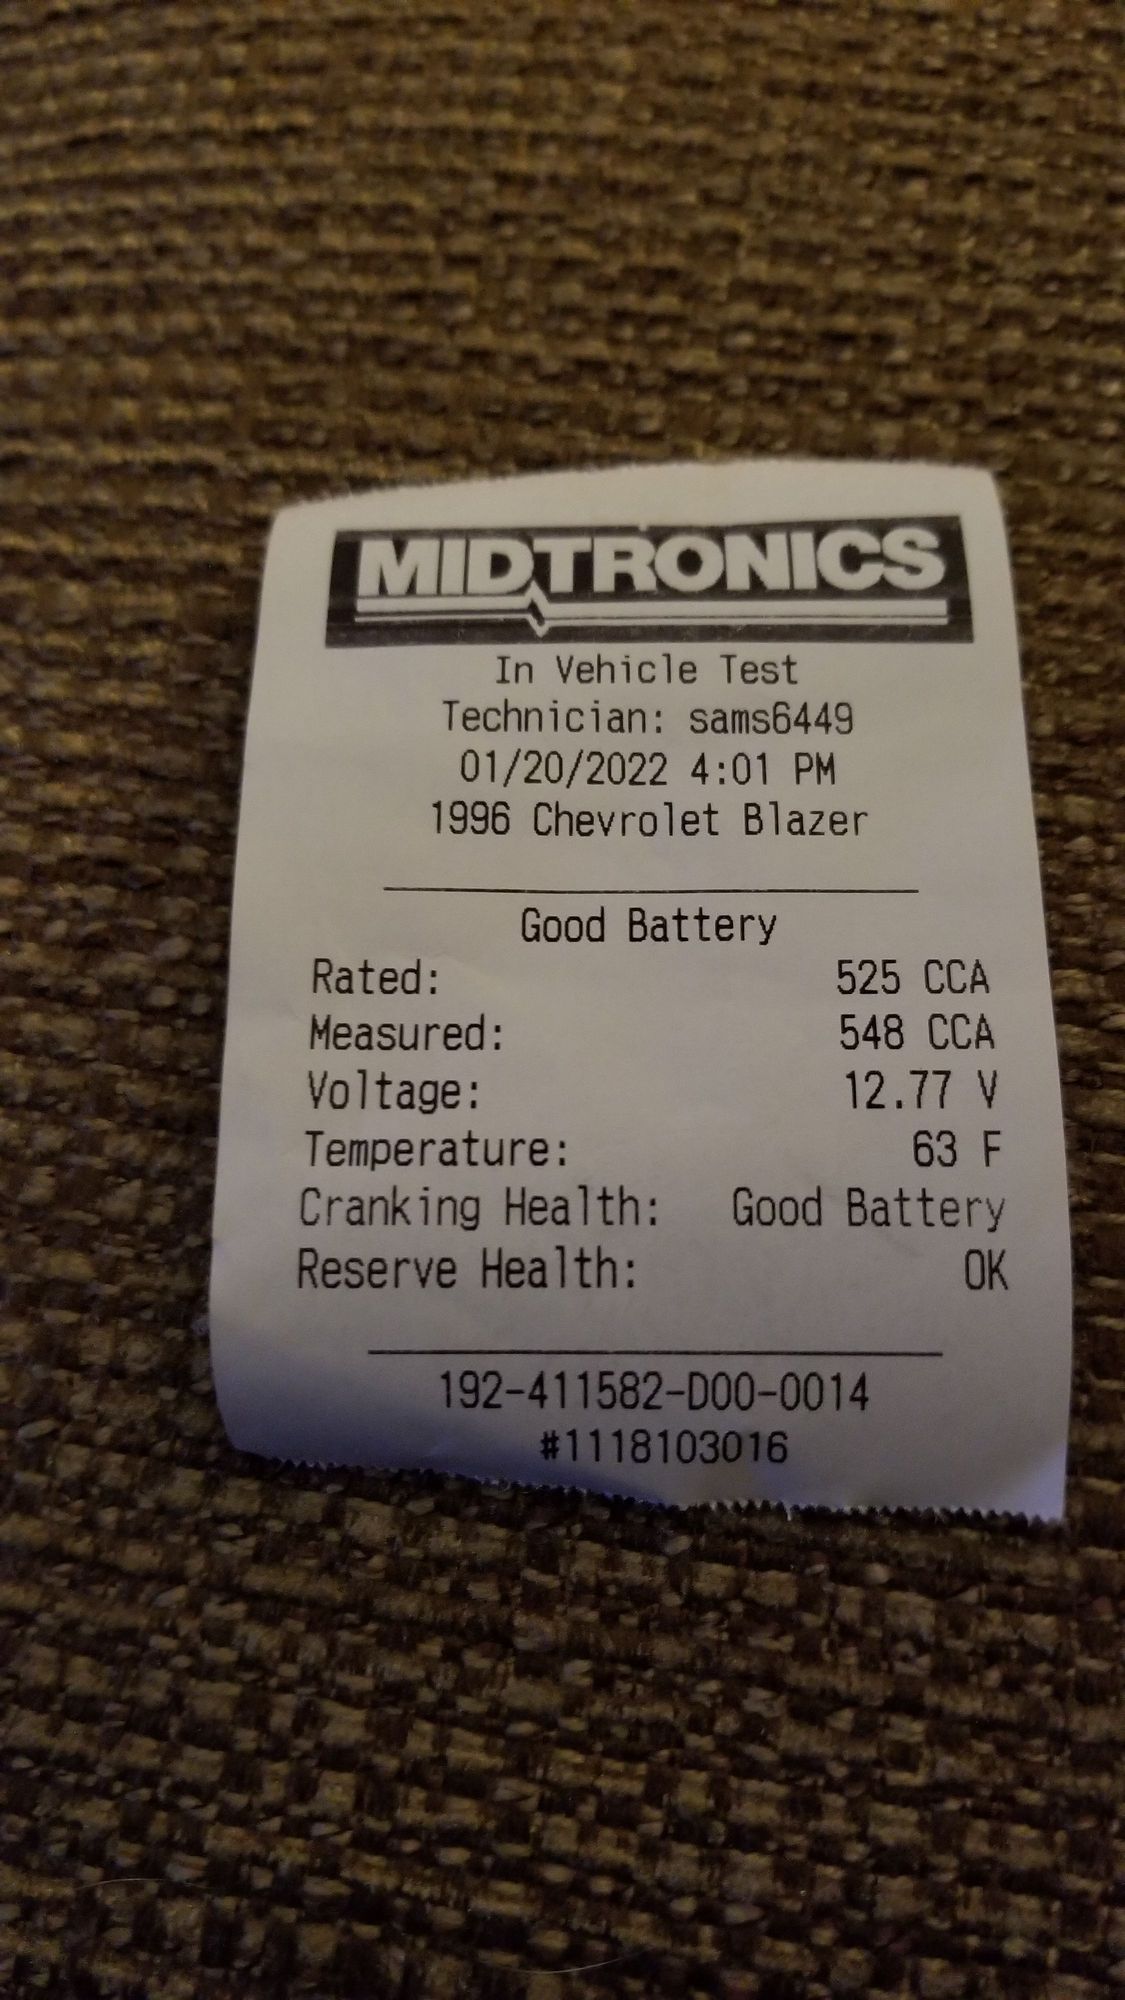 MIDTRONICS
In Vehicle Test
Technician: sams6449
01/20/2022 4:01 PM
1996 Chevrolet Blazer
Good Battery
Rated: 525 CCA
Measured: 548 CCA
Voltage: 12.77 V
Temperature: 63 F
Cranking Health: Good Battery
Reserve Health: OK
192-411582-D00-0014
#1118103016